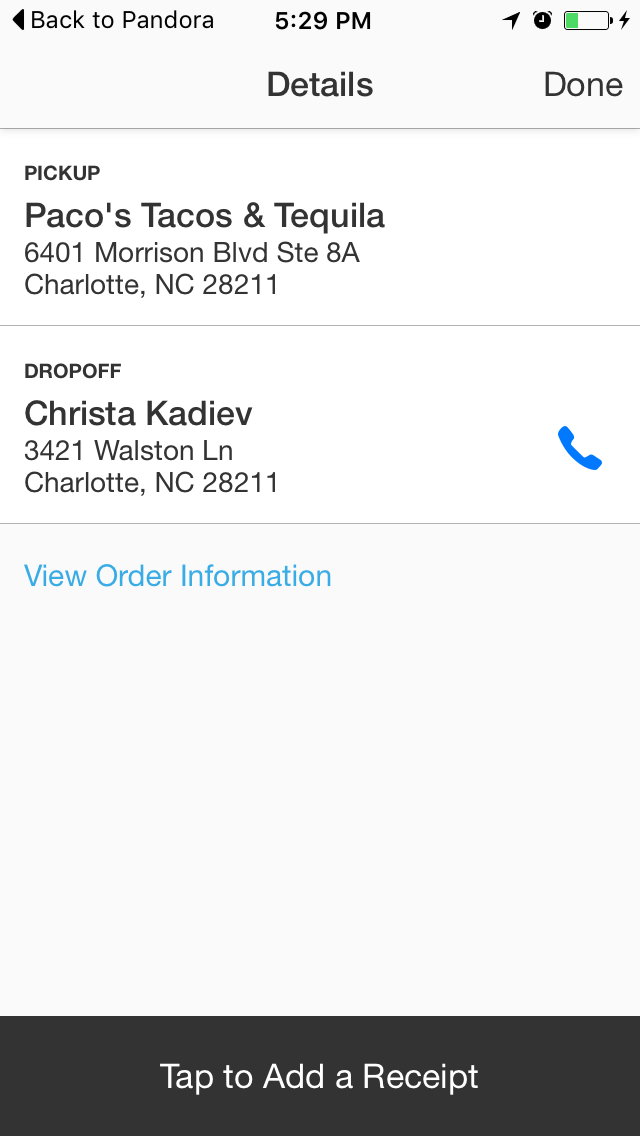 Back to Pandora 5:29 PM
Details Done
PICKUP
Paco's Tacos & Tequila
6401 Morrison Blvd Ste 8A
Charlotte, NC 28211
DROPOFF
Christa Kadiev
3421 Walston Ln
Charlotte, NC 28211
View Order Information
Tap to Add a Receipt